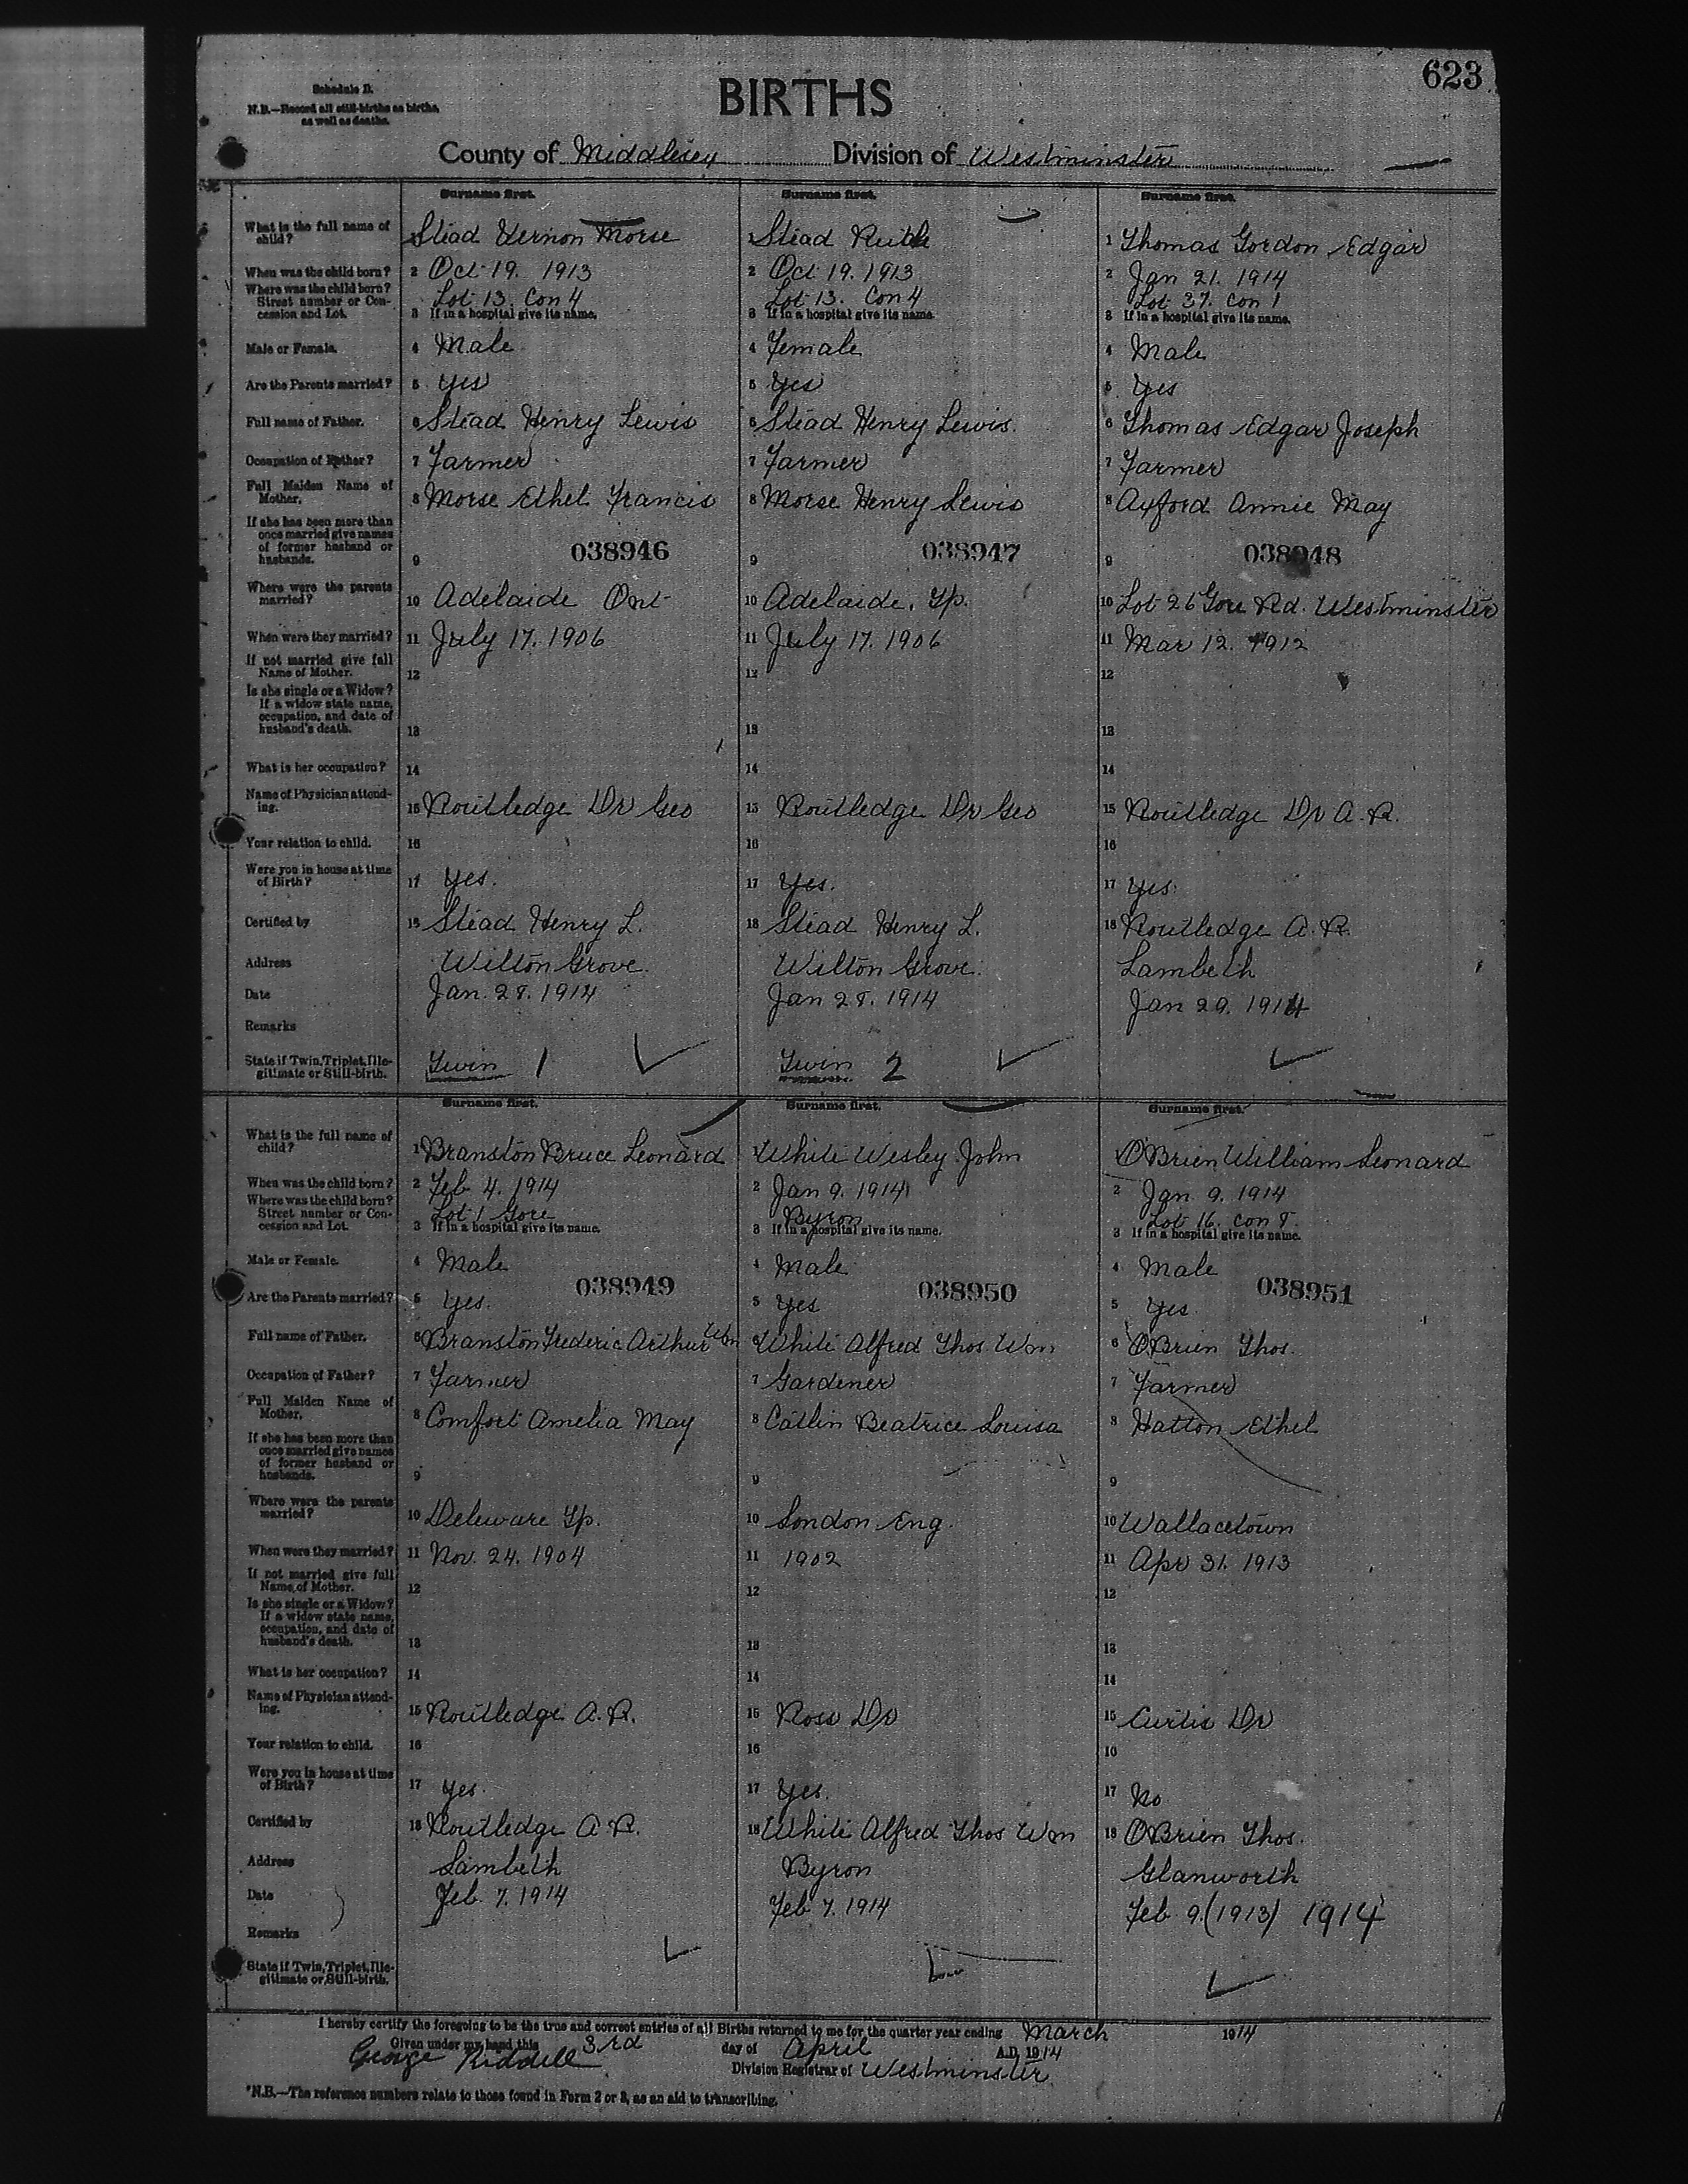 623
Schedule D.
BIRTHS
N.B.—Record all still-births as births,
as well as deaths.
County of Middlesex Division of Westminster
Surname first. Surname first. Surname first.
What is the full name of child? 1 Stead Vernon Morse 1 Stead Ruth 1 Thomas Gordon Edgar
When was the child born? 2 Oct 19. 1913 2 Oct 19. 1913 2 Jan 21. 1914
Where was the child born? Street number or Concession and Lot. Lot 13. Con 4 Lot 13. Con 4 Lot 37. Con 1
3 If in a hospital give its name. 3 If in a hospital give its name. 3 If in a hospital give its name.
Male or Female. 4 Male 4 Female 4 Male
Are the Parents married? 5 Yes 5 Yes 5 Yes
Full name of Father. 6 Stead Henry Lewis 6 Stead Henry Lewis. 6 Thomas Edgar Joseph
Occupation of Father? 7 Farmer 7 Farmer 7 Farmer
Full Maiden Name of Mother. 8 Morse Ethel Francis 8 Morse Henry Lewis 8 Axford Annie May
If she has been more than once married give names of former husband or husbands. 9 038946 9 038947 9 038948
Where were the parents married? 10 Adelaide Ont 10 Adelaide. Tp. 10 Lot 26 Gore Rd. Westminster
When were they married? 11 July 17. 1906 11 July 17. 1906 11 Mar 12. 1912
If not married give full Name of Mother. 12 12 12
Is she single or a Widow? If a widow state name, occupation, and date of husband's death. 13 13 13
What is her occupation? 14 14 14
Name of Physician attending. 15 Routledge Dr Geo 15 Routledge Dr Geo 15 Routledge Dr A. R.
Your relation to child. 16 16 16
Were you in house at time of Birth? 17 Yes. 17 Yes. 17 Yes.
Certified by 18 Stead Henry L. 18 Stead Henry L. 18 Routledge A. R.
Address Wilton Grove. Wilton Grove. Lambeth
Date Jan. 28. 1914 Jan 28. 1914 Jan 29. 1914
Remarks
State if Twin, Triplet, Illegitimate or Still-birth. Twin 1 Twin 2
Surname first. Surname first. Surname first.
What is the full name of child? 1 Branston Bruce Leonard 1 White Wesley John 1 O'Brien William Leonard
When was the child born? 2 Feb 4. 1914 2 Jan 9. 1914 2 Jan 9. 1914
Where was the child born? Street number or Concession and Lot. Lot 1 Gore Byron Lot 16. Con 8.
3 If in a hospital give its name. 3 If in a hospital give its name. 3 If in a hospital give its name.
Male or Female. 4 Male 4 Male 4 Male
038949 038950 038951
Are the Parents married? 5 Yes. 5 Yes 5 Yes.
Full name of Father. 6 Branston Frederic Arthur Wm 6 White Alfred Thos. Wm 6 O'Brien Thos.
Occupation of Father? 7 Farmer 7 Gardener 7 Farmer
Full Maiden Name of Mother. 8 Comfort Amelia May 8 Catlin Beatrice Louisa 8 Hatton Ethel
If she has been more than once married give names of former husband or husbands. 9 9 9
Where were the parents married? 10 Deleware Tp. 10 London Eng. 10 Wallacetown
When were they married? 11 Nov. 24. 1904 11 1902 11 Apr 31. 1913
If not married give full Name of Mother. 12 12 12
Is she single or a Widow? If a widow state name, occupation, and date of husband's death. 13 13 13
What is her occupation? 14 14 14
Name of Physician attending. 15 Routledge A. R. 15 Ross Dr 15 Curtis Dr
Your relation to child. 16 16 16
Were you in house at time of Birth? 17 Yes. 17 Yes. 17 No
Certified by 18 Routledge A. R. 18 White Alfred Thos Wm 18 O'Brien Thos.
Address Lambeth Byron Glanworth
Date Feb 7. 1914 Feb 7. 1914 Feb 9. (1913) 1914
Remarks
State if Twin, Triplet, Illegitimate or Still-birth.
I hereby certify the foregoing to be the true and correct entries of all Births returned to me for the quarter year ending March 1914
Given under my hand this 3rd day of April A.D. 1914
George Riddell Division Registrar of Westminster
*N.B.—The reference numbers relate to those found in Form 2 or 3, as an aid to transcribing.